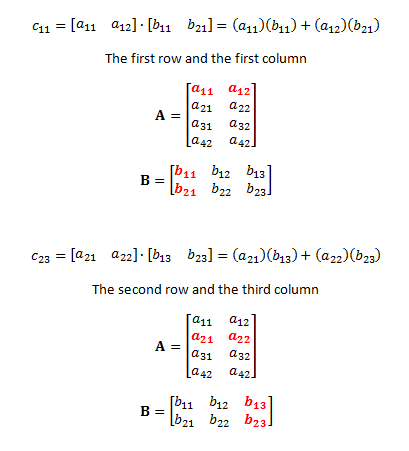 c₁₁ = [a₁₁ a₁₂] · [b₁₁ b₂₁] = (a₁₁)(b₁₁) + (a₁₂)(b₂₁)
The first row and the first column
A = [a₁₁ a₁₂
a₂₁ a₂₂
a₃₁ a₃₂
a₄₂ a₄₂]
B = [b₁₁ b₁₂ b₁₃
b₂₁ b₂₂ b₂₃]
c₂₃ = [a₂₁ a₂₂] · [b₁₃ b₂₃] = (a₂₁)(b₁₃) + (a₂₂)(b₂₃)
The second row and the third column
A = [a₁₁ a₁₂
a₂₁ a₂₂
a₃₁ a₃₂
a₄₂ a₄₂]
B = [b₁₁ b₁₂ b₁₃
b₂₁ b₂₂ b₂₃]